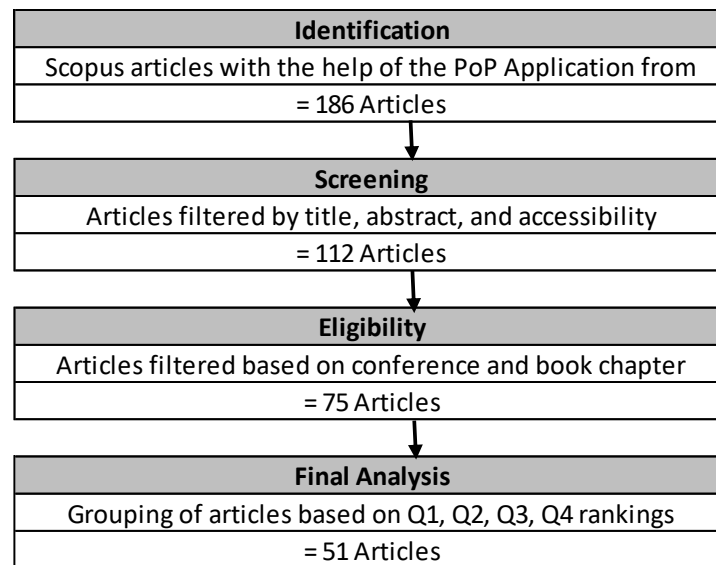 Identification
Scopus articles with the help of the PoP Application from
= 186 Articles
Screening
Articles filtered by title, abstract, and accessibility
= 112 Articles
Eligibility
Articles filtered based on conference and book chapter
= 75 Articles
Final Analysis
Grouping of articles based on Q1, Q2, Q3, Q4 rankings
= 51 Articles